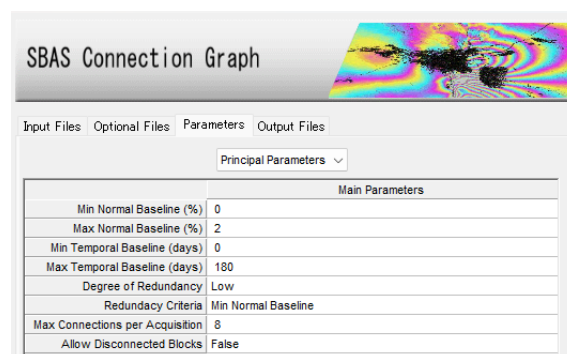 SBAS Connection Graph
Input Files Optional Files Parameters Output Files
Principal Parameters
Main Parameters
Min Normal Baseline (%) 0
Max Normal Baseline (%) 2
Min Temporal Baseline (days) 0
Max Temporal Baseline (days) 180
Degree of Redundancy Low
Redundacy Criteria Min Normal Baseline
Max Connections per Acquisition 8
Allow Disconnected Blocks False